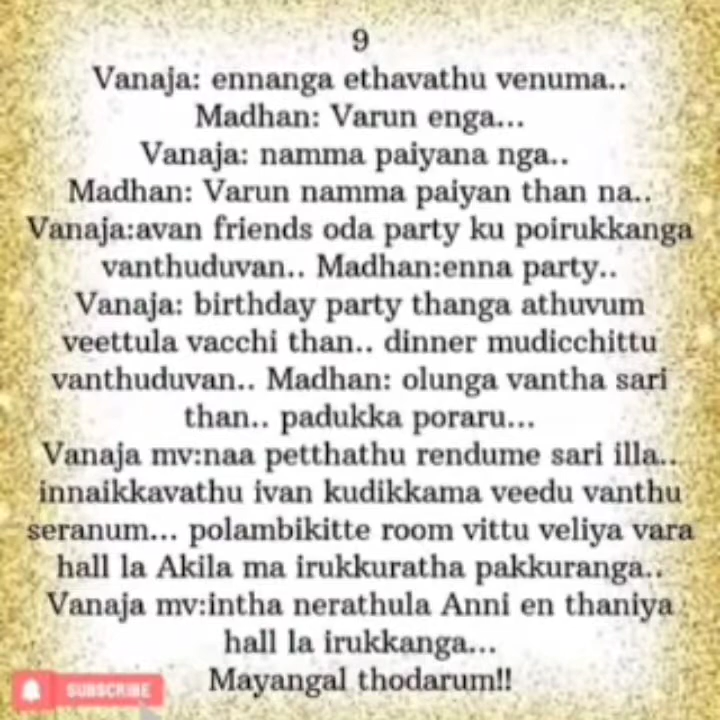 9
Vanaja: ennanga ethavathu venuma..
Madhan: Varun enga...
Vanaja: namma paiyana nga..
Madhan: Varun namma paiyan than na..
Vanaja:avan friends oda party ku poirukkanga
vanthuduvan.. Madhan:enna party..
Vanaja: birthday party thanga athuvum
veettula vacchi than.. dinner mudicchittu
vanthuduvan.. Madhan: olunga vantha sari
than.. padukka poraru...
Vanaja mv:naa petthathu rendume sari illa..
innaikkavathu ivan kudikkama veedu vanthu
seranum... polambikitte room vittu veliya vara
hall la Akila ma irukkuratha pakkuranga..
Vanaja mv:intha nerathula Anni en thaniya
hall la irukkanga...
Mayangal thodarum!!
SUBSCRIBE